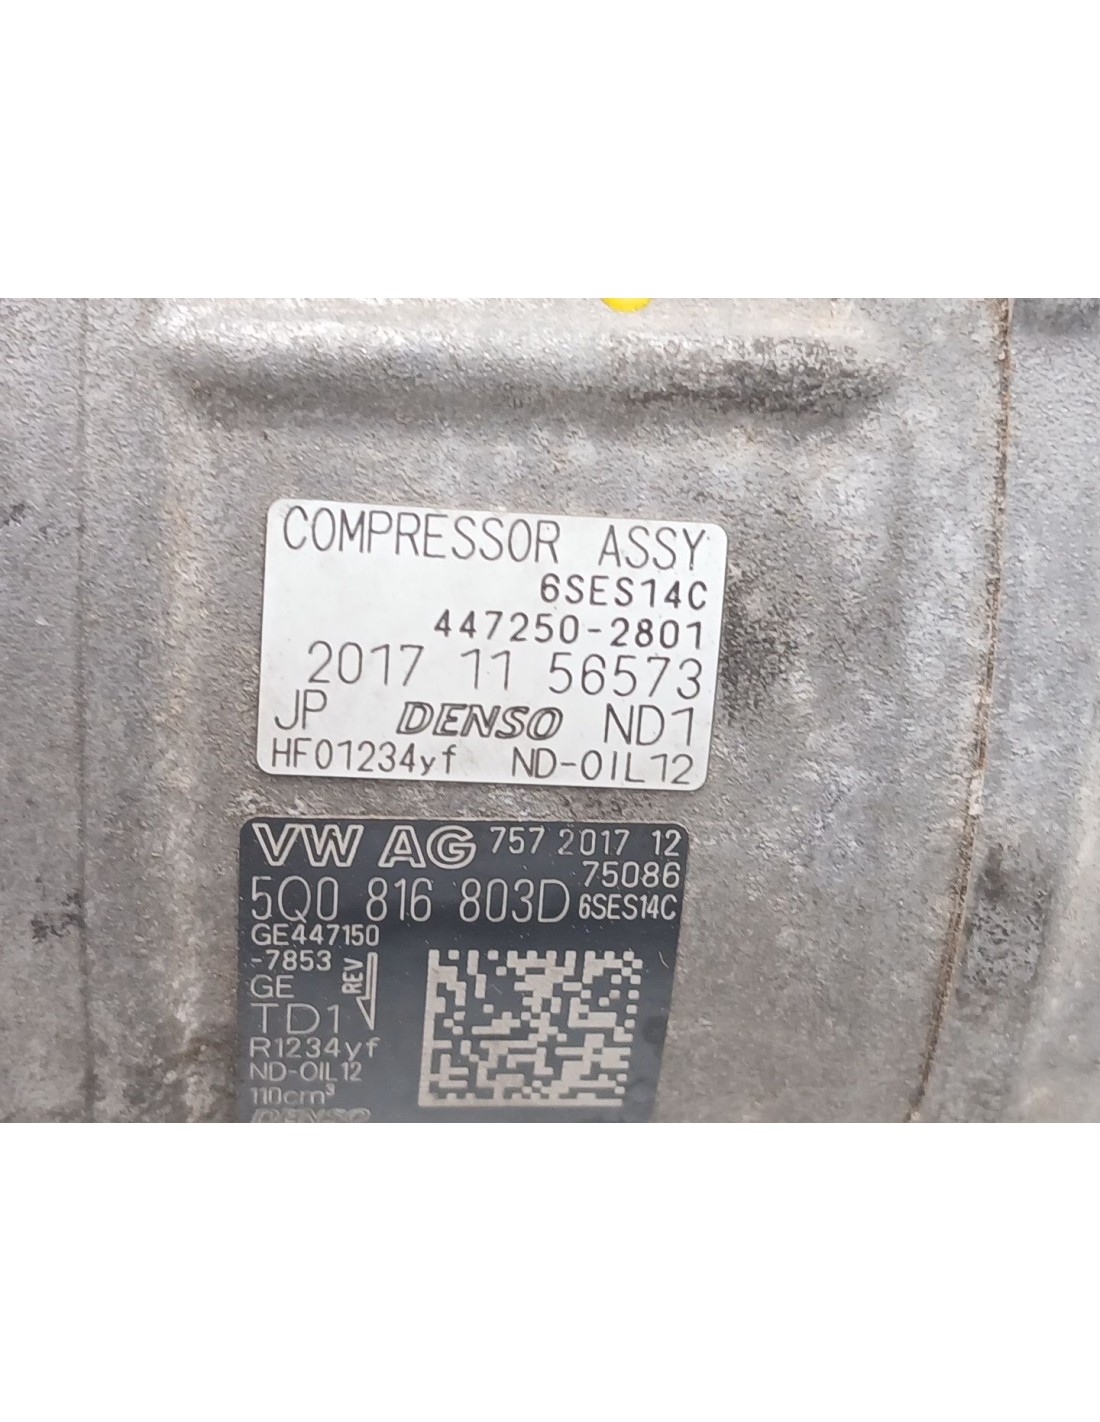 COMPRESSOR ASSY
6SES14C
447250-2801
2017 11 56573
JP DENSO ND1
HFO1234yf ND-OIL12
VW AG 757 2017 12
75086
5Q0 816 803D 6SES14C
GE447150
-7853
REV
GE
TD1
R1234yf
ND-OIL12
110cm³
DENSO